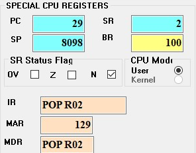 SPECIAL CPU REGISTERS
PC 29 SR 2
SP 8098 BR 100
SR Status Flag CPU Mode
OV Z N User
Kernel
IR POP R02
MAR 129
MDR POP R02